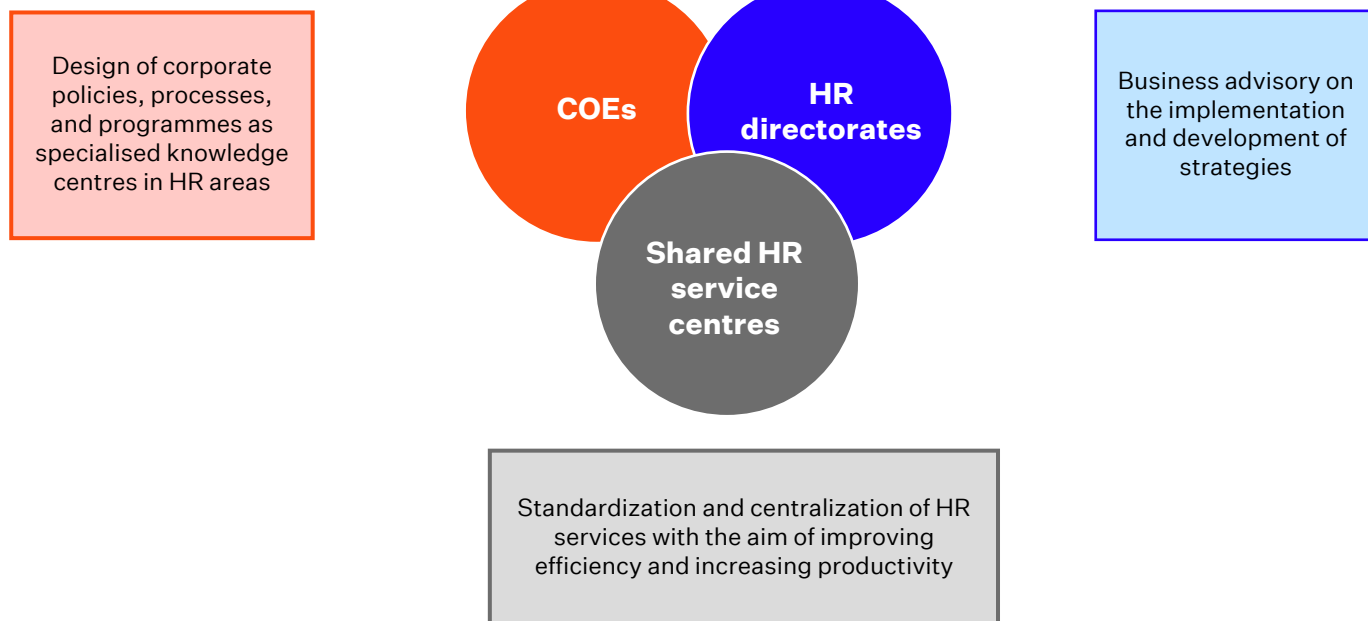 Design of corporate
policies, processes,
and programmes as
specialised knowledge
centres in HR areas
COEs
HR
directorates
Business advisory on
the implementation
and development of
strategies
Shared HR
service
centres
Standardization and centralization of HR
services with the aim of improving
efficiency and increasing productivity